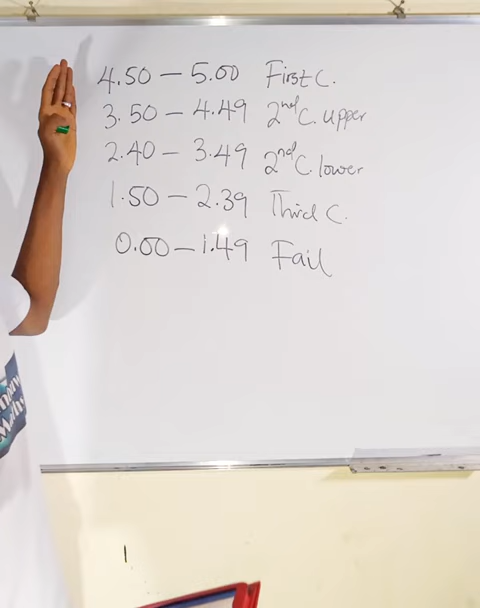 4.50 – 5.00 First C.
3.50 – 4.49 2nd C. upper
2.40 – 3.49 2nd C. lower
1.50 – 2.39 Third C.
0.00 – 1.49 Fail